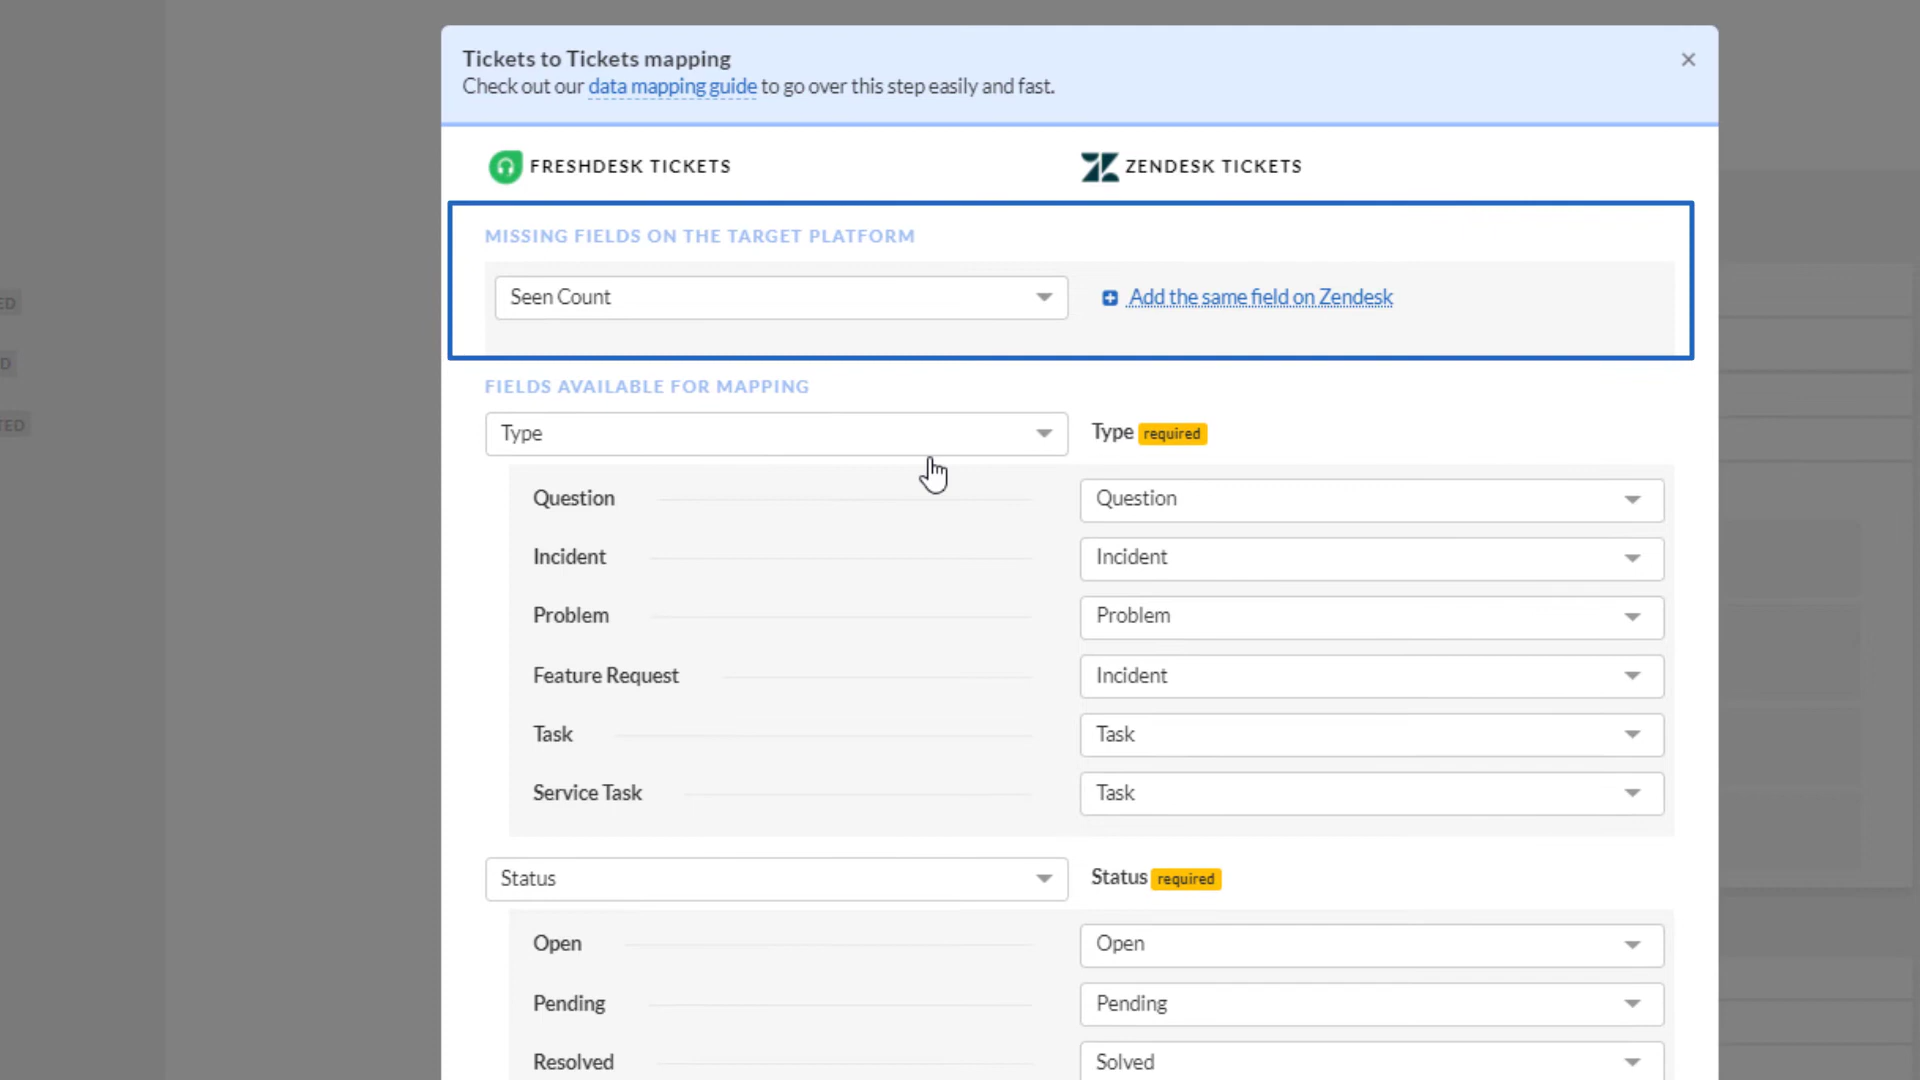 Tickets to Tickets mapping
Check out our data mapping guide to go over this step easily and fast.
FRESHDESK TICKETS
ZENDESK TICKETS
MISSING FIELDS ON THE TARGET PLATFORM
Seen Count
Add the same field on Zendesk
FIELDS AVAILABLE FOR MAPPING
Type
Type required
Question
Question
Incident
Incident
Problem
Problem
Feature Request
Incident
Task
Task
Service Task
Task
Status
Status required
Open
Open
Pending
Pending
Resolved
Solved